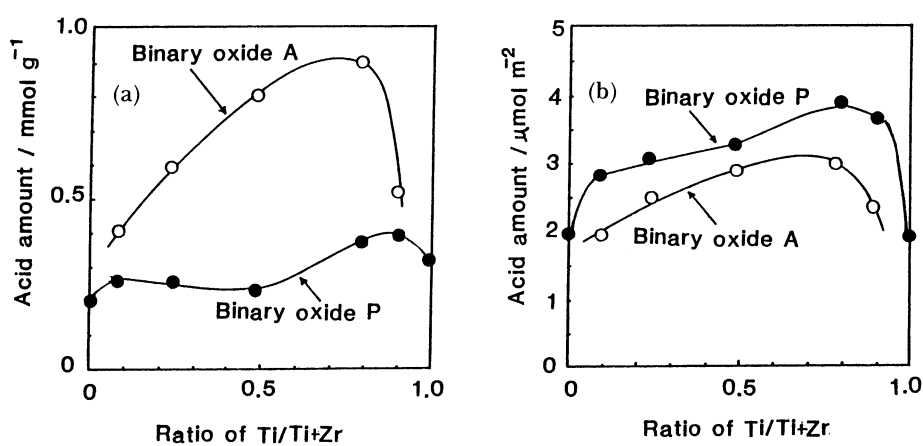 1.0
0.5
0
Acid amount / mmol g⁻¹
(a)
Binary oxide A
Binary oxide P
0
0.5
1.0
Ratio of Ti/Ti+Zr
5
4
3
2
1
0
Acid amount / μmol m⁻²
(b)
Binary oxide P
Binary oxide A
0
0.5
1.0
Ratio of Ti/Ti+Zr